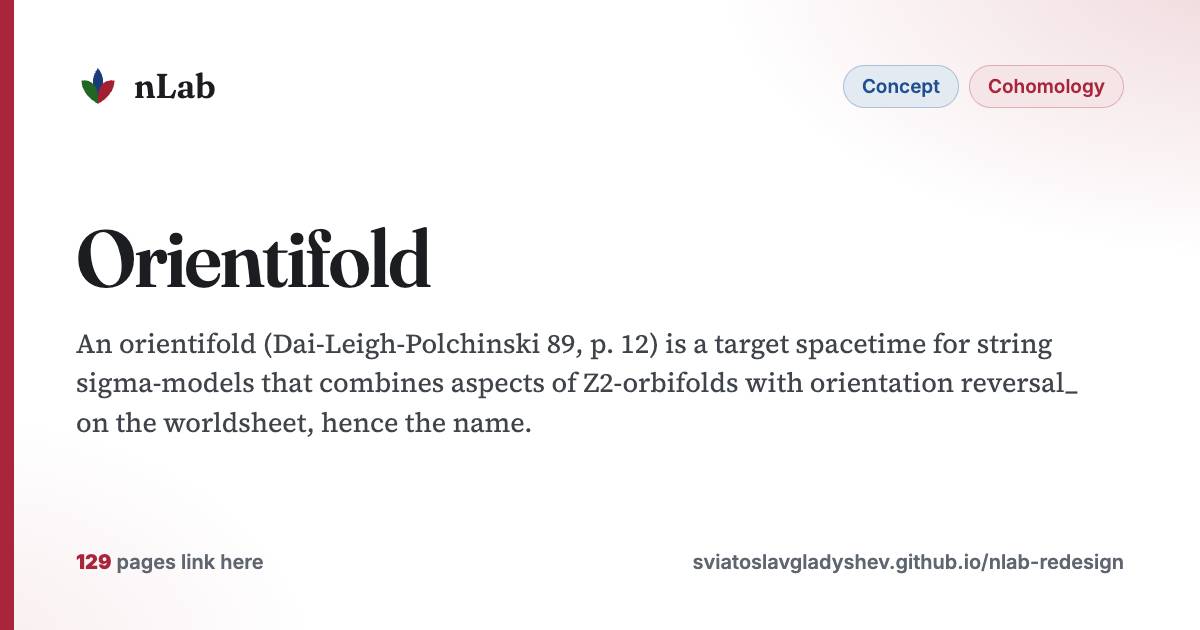 nLab
Concept
Cohomology
Orientifold
An orientifold (Dai-Leigh-Polchinski 89, p. 12) is a target spacetime for string
sigma-models that combines aspects of Z2-orbifolds with orientation reversal_
on the worldsheet, hence the name.
129 pages link here
sviatoslavgladyshev.github.io/nlab-redesign